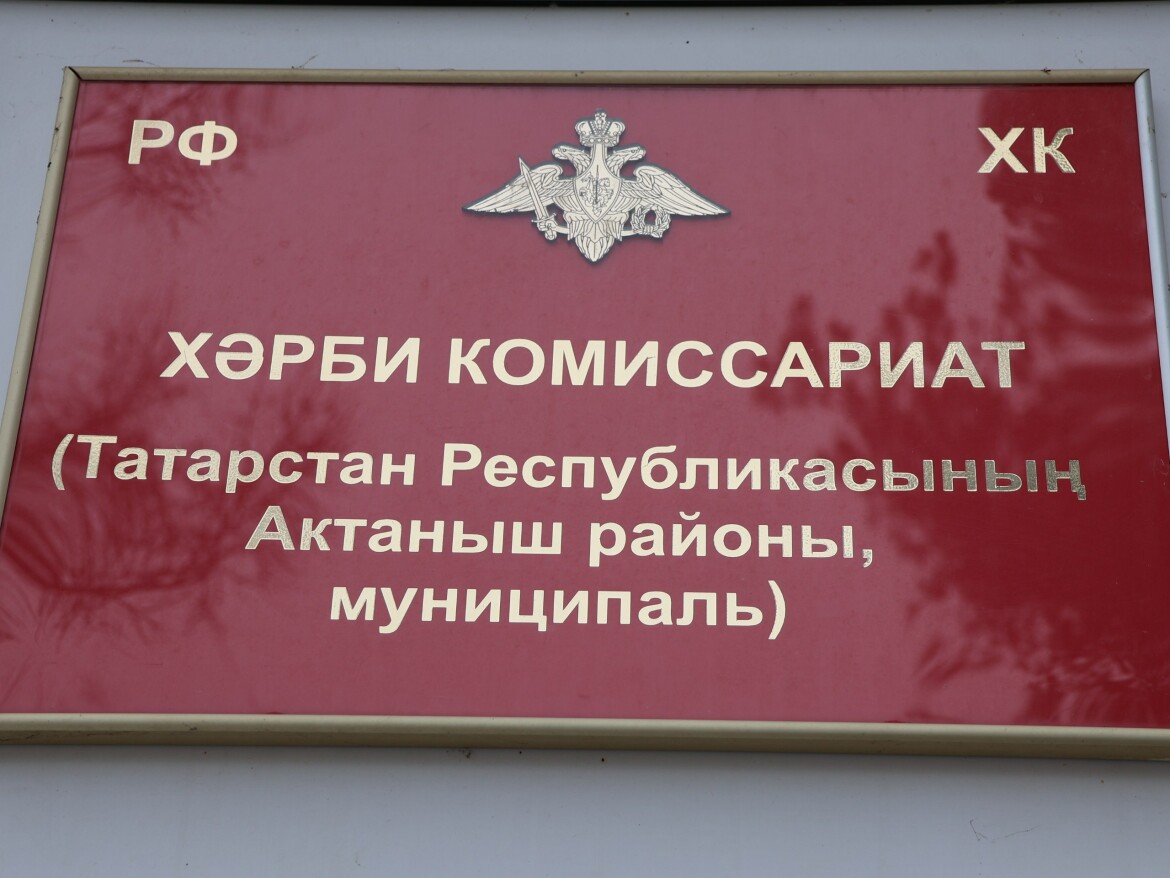 РФ ХК
ХӘРБИ КОМИССАРИАТ
(Татарстан Республикасының
Актаныш районы,
муниципаль)